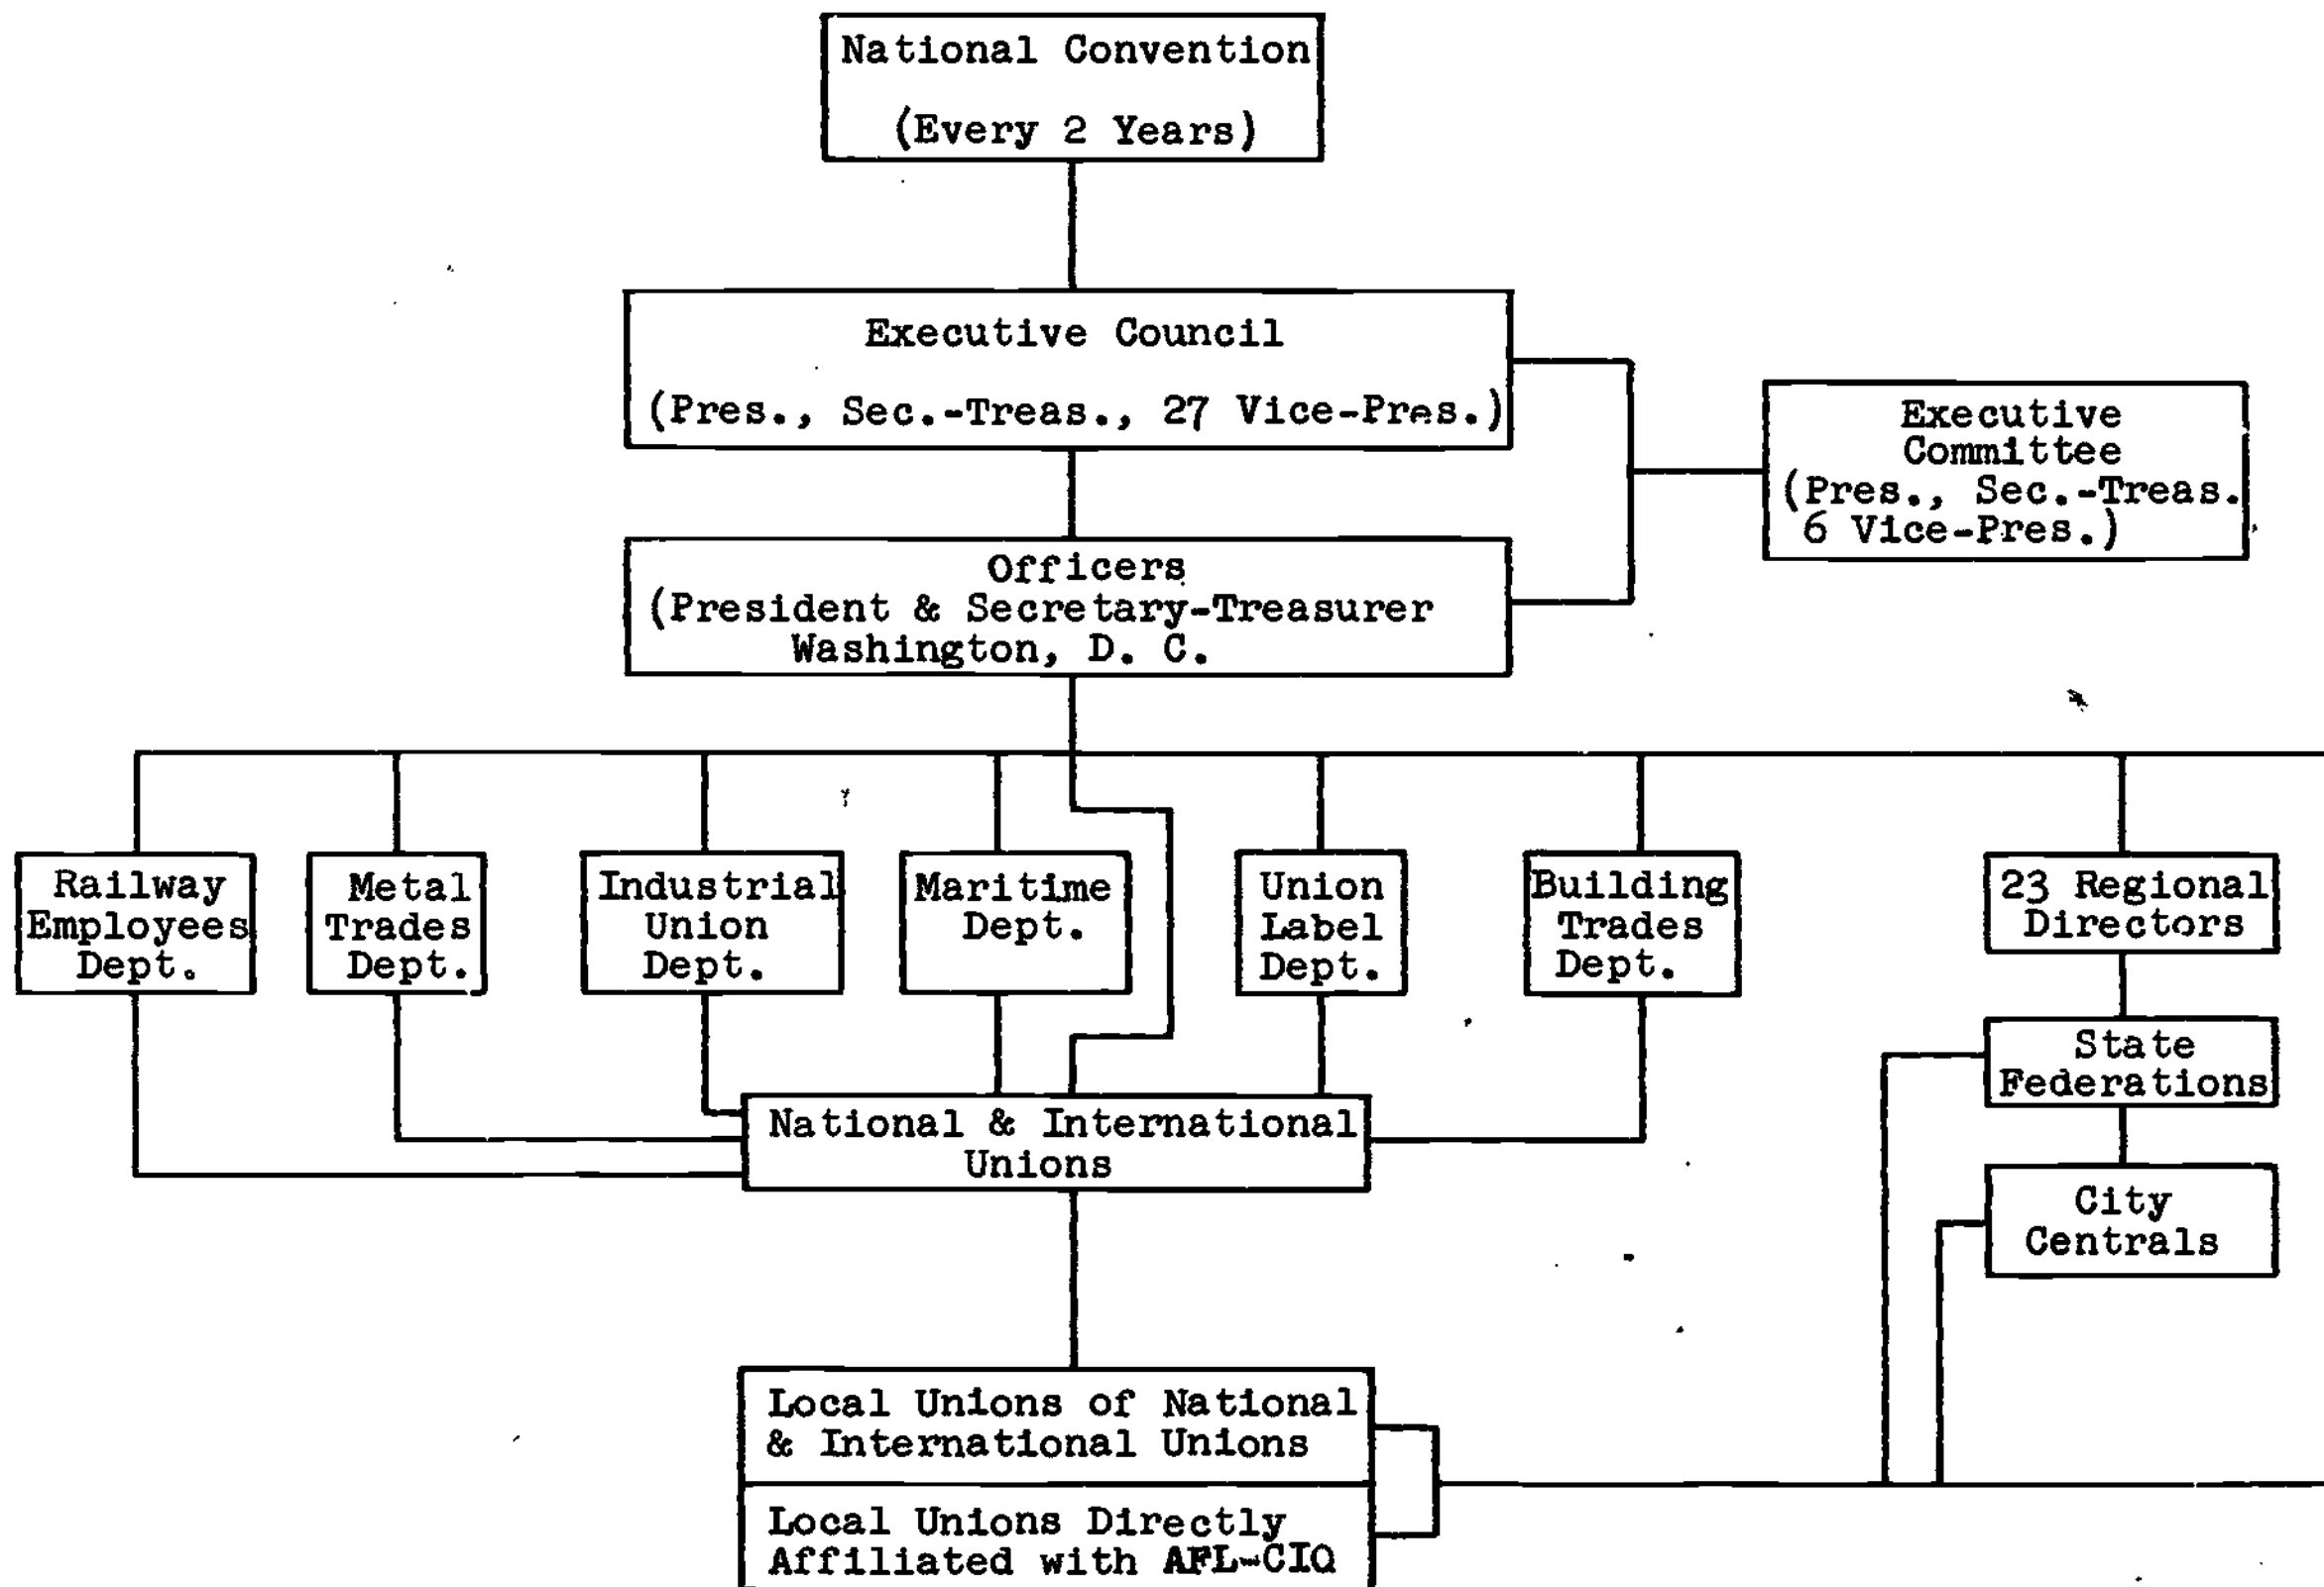 National Convention
(Every 2 Years)
Executive Council
(Pres., Sec.-Treas., 27 Vice-Pres.)
Executive
Committee
(Pres., Sec.-Treas.
6 Vice-Pres.)
Officers
(President & Secretary-Treasurer
Washington, D. C.
Railway
Employees
Dept.
Metal
Trades
Dept.
Industrial
Union
Dept.
Maritime
Dept.
Union
Label
Dept.
Building
Trades
Dept.
23 Regional
Directors
State
Federations
City
Centrals
National & International
Unions
Local Unions of National
& International Unions
Local Unions Directly
Affiliated with AFL-CIO